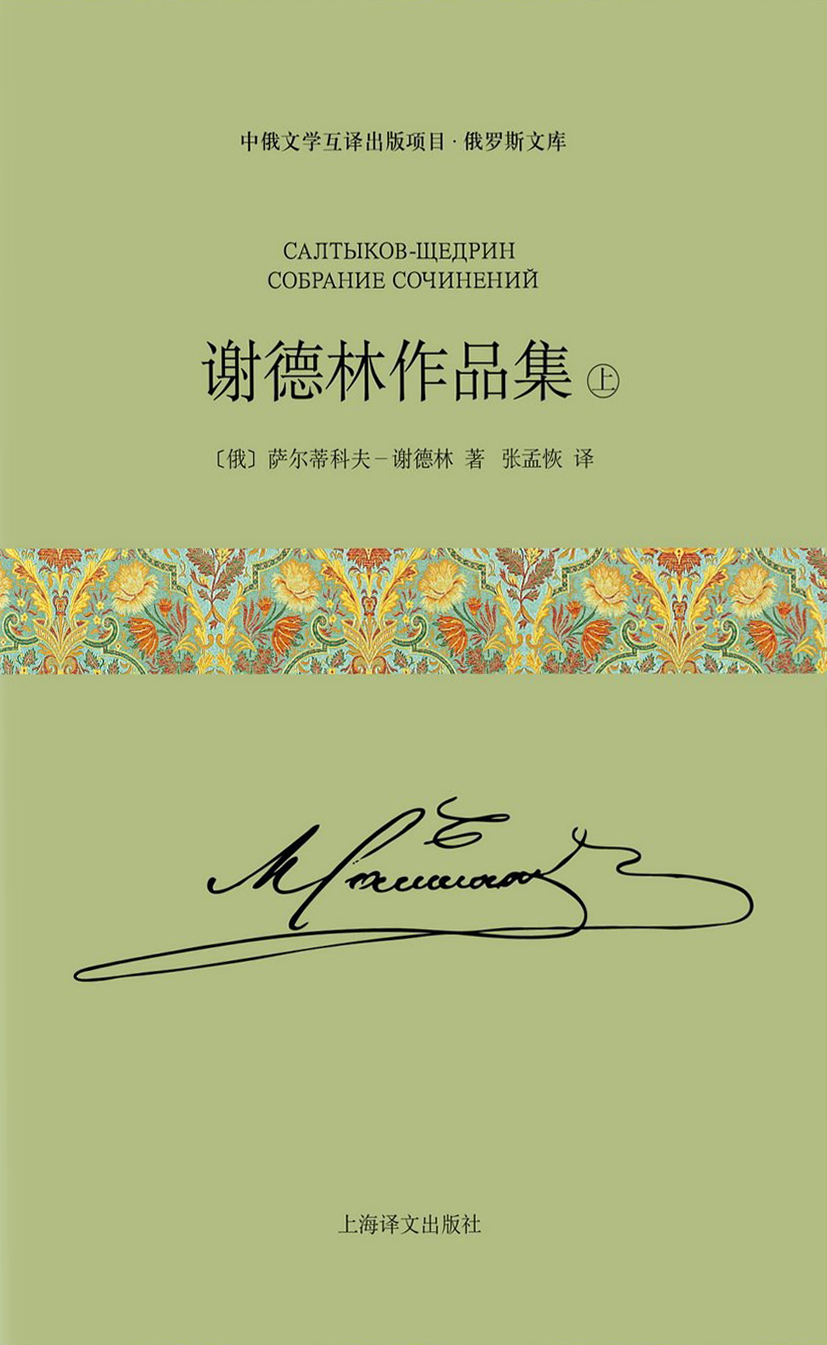 中俄文学互译出版项目·俄罗斯文库
САЛТЫКОВ-ЩЕДРИН
СОБРАНИЕ СОЧИНЕНИЙ
谢德林作品集 上
〔俄〕萨尔蒂科夫－谢德林 著 张孟恢 译
上海译文出版社